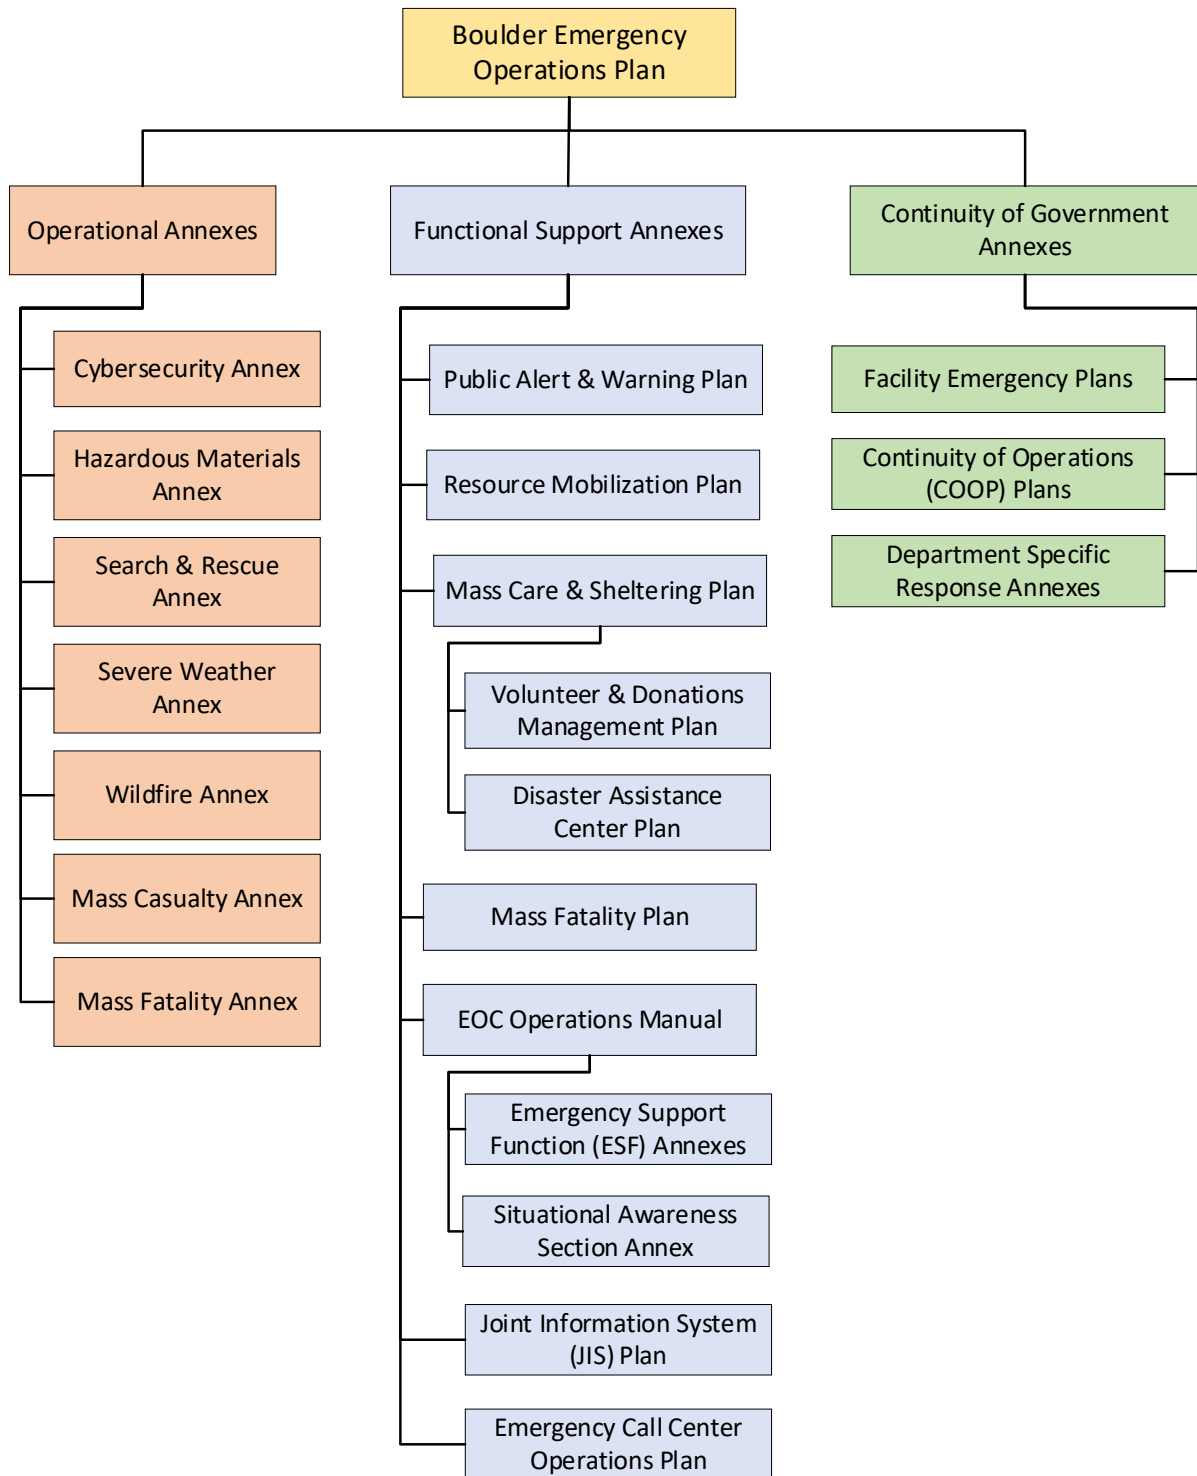 Boulder Emergency
Operations Plan
Operational Annexes
Cybersecurity Annex
Hazardous Materials
Annex
Search & Rescue
Annex
Severe Weather
Annex
Wildfire Annex
Mass Casualty Annex
Mass Fatality Annex
Functional Support Annexes
Public Alert & Warning Plan
Resource Mobilization Plan
Mass Care & Sheltering Plan
Volunteer & Donations
Management Plan
Disaster Assistance
Center Plan
Mass Fatality Plan
EOC Operations Manual
Emergency Support
Function (ESF) Annexes
Situational Awareness
Section Annex
Joint Information System
(JIS) Plan
Emergency Call Center
Operations Plan
Continuity of Government
Annexes
Facility Emergency Plans
Continuity of Operations
(COOP) Plans
Department Specific
Response Annexes